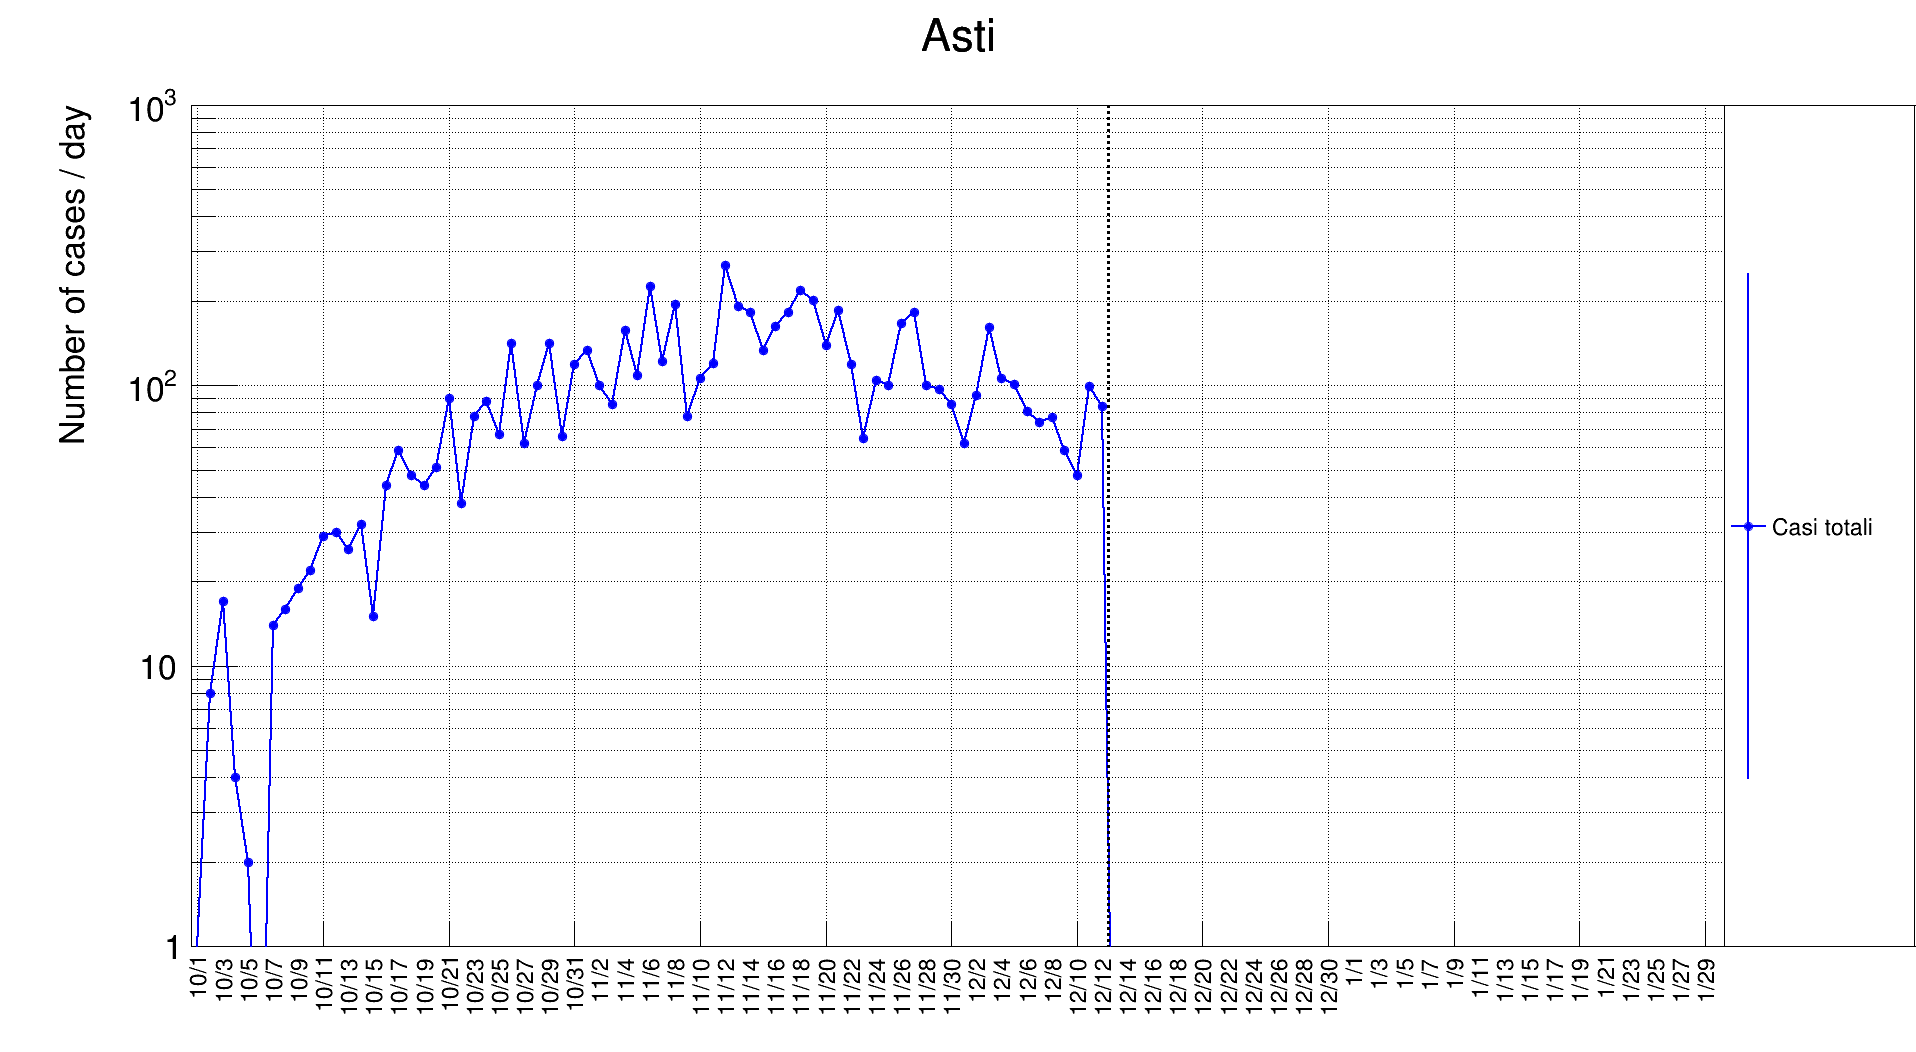 Asti
Number of cases / day
10³
10²
10
1
10/1 10/3 10/5 10/7 10/9 10/11 10/13 10/15 10/17 10/19 10/21 10/23 10/25 10/27 10/29 10/31 11/2 11/4 11/6 11/8 11/10 11/12 11/14 11/16 11/18 11/20 11/22 11/24 11/26 11/28 11/30 12/2 12/4 12/6 12/8 12/10 12/12 12/14 12/16 12/18 12/20 12/22 12/24 12/26 12/28 12/30 1/1 1/3 1/5 1/7 1/9 1/11 1/13 1/15 1/17 1/19 1/21 1/23 1/25 1/27 1/29
Casi totali